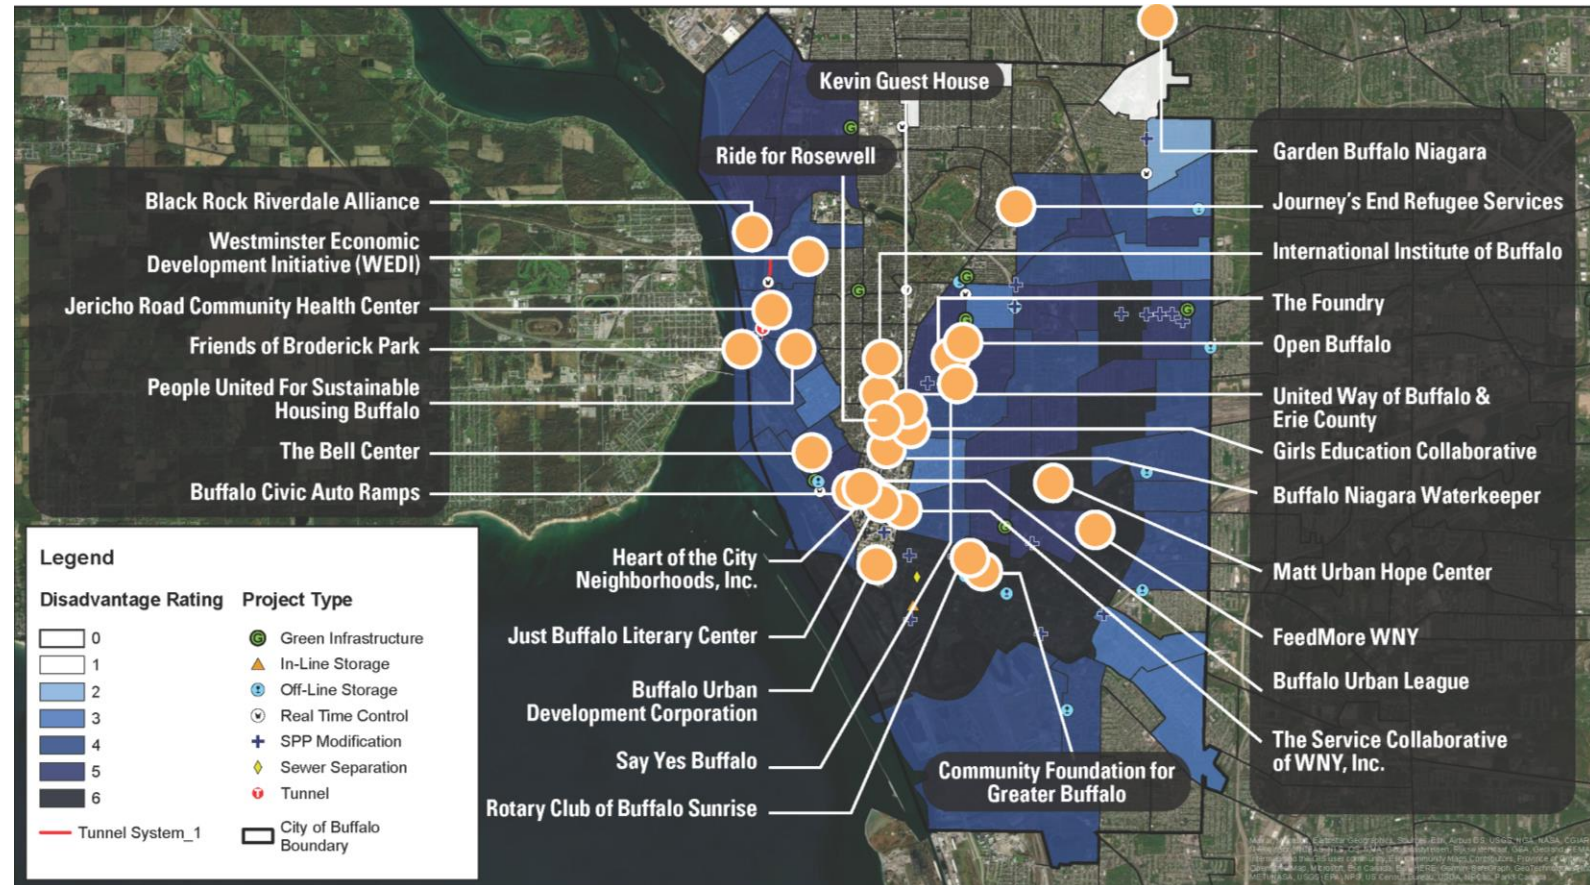 Kevin Guest House
Ride for Rosewell
Black Rock Riverdale Alliance
Westminster Economic
Development Initiative (WEDI)
Jericho Road Community Health Center
Friends of Broderick Park
People United For Sustainable
Housing Buffalo
The Bell Center
Buffalo Civic Auto Ramps
Garden Buffalo Niagara
Journey's End Refugee Services
International Institute of Buffalo
The Foundry
Open Buffalo
United Way of Buffalo &
Erie County
Girls Education Collaborative
Buffalo Niagara Waterkeeper
Matt Urban Hope Center
FeedMore WNY
Buffalo Urban League
The Service Collaborative
of WNY, Inc.
Heart of the City
Neighborhoods, Inc.
Just Buffalo Literary Center
Buffalo Urban
Development Corporation
Say Yes Buffalo
Rotary Club of Buffalo Sunrise
Community Foundation for
Greater Buffalo
Legend
Disadvantage Rating
0
1
2
3
4
5
6
Tunnel System_1
Project Type
Green Infrastructure
In-Line Storage
Off-Line Storage
Real Time Control
SPP Modification
Sewer Separation
Tunnel
City of Buffalo
Boundary